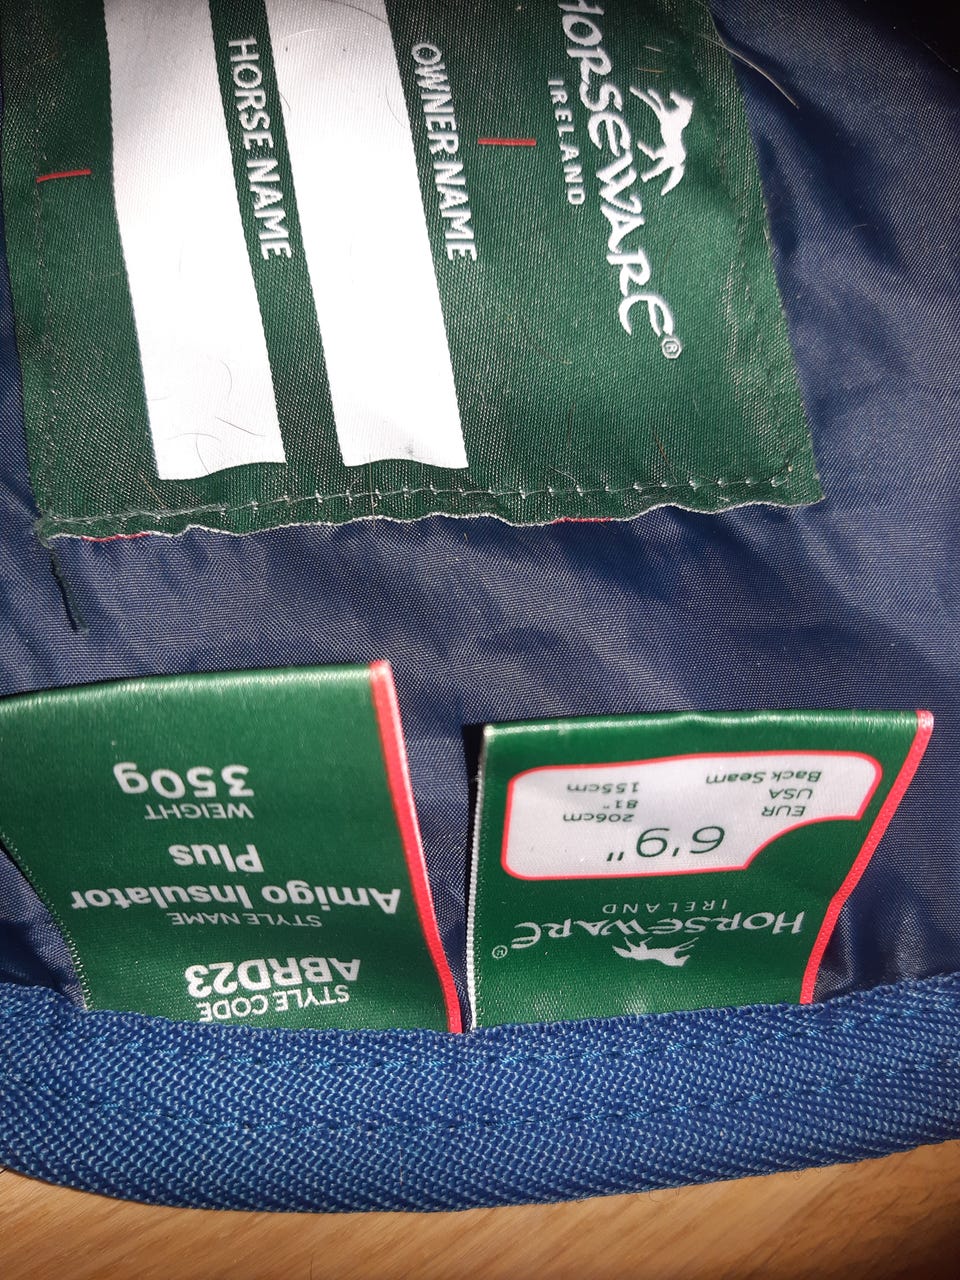 HORSEWARE®
IRELAND
OWNER NAME
HORSE NAME
STYLE CODE
ABRD23
STYLE NAME
Amigo Insulator
Plus
WEIGHT
350g
HORSEWARE®
IRELAND
6'9"
EUR 206cm
USA 81"
Back Seam 155cm